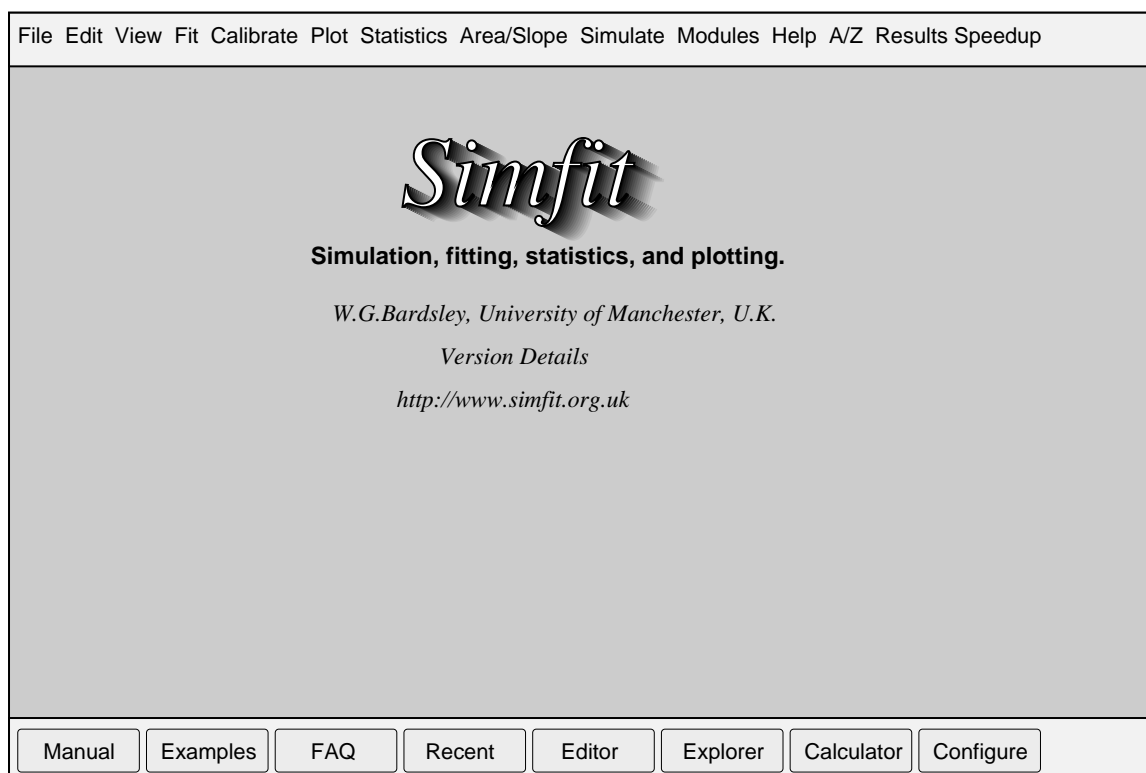 File Edit View Fit Calibrate Plot Statistics Area/Slope Simulate Modules Help A/Z Results Speedup
Simfit
Simulation, fitting, statistics, and plotting.
W.G.Bardsley, University of Manchester, U.K.
Version Details
http://www.simfit.org.uk
Manual Examples FAQ Recent Editor Explorer Calculator Configure